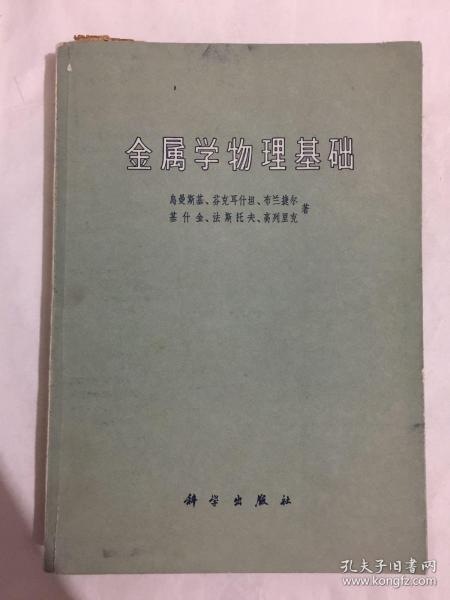 金属学物理基础
乌曼斯基、芬克耳什坦、布兰捷尔
基什金、法斯托夫、高列里克
著
科学出版社
孔夫子旧书网
www.kongfz.com